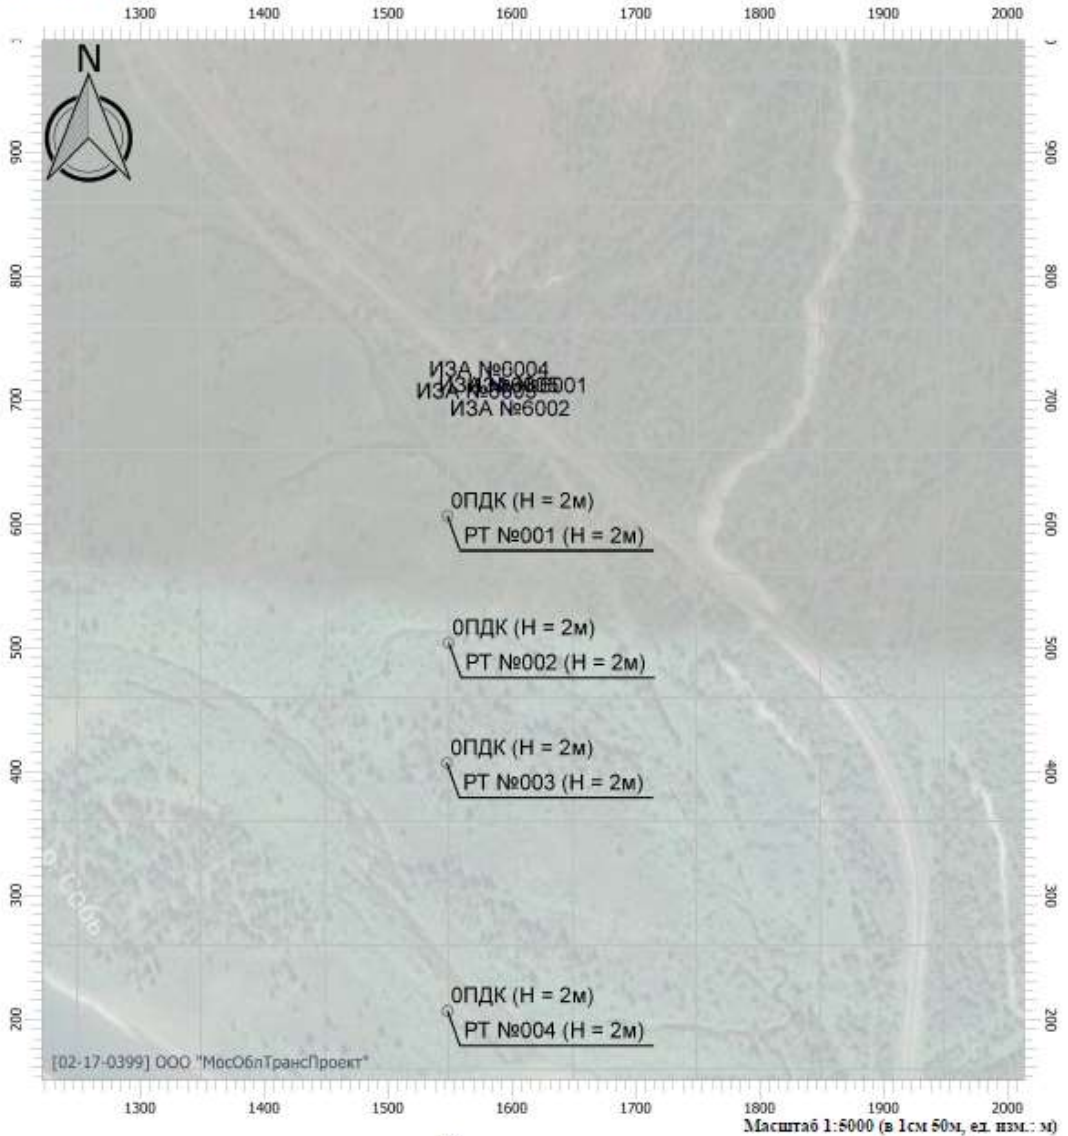 1300 1400 1500 1600 1700 1800 1900 2000
N
900 900
800 800
ИЗА №6004
ИЗА №6002
700 700
600 600
0ПДК (H = 2м)
РТ №001 (H = 2м)
0ПДК (H = 2м)
500 500
РТ №002 (H = 2м)
0ПДК (H = 2м)
400 400
РТ №003 (H = 2м)
300 300
0ПДК (H = 2м)
200 200
РТ №004 (H = 2м)
[02-17-0399] ООО "МосОблТрансПроект"
1300 1400 1500 1600 1700 1800 1900 2000
Масштаб 1:5000 (в 1см 50м, ед. изм.: м)